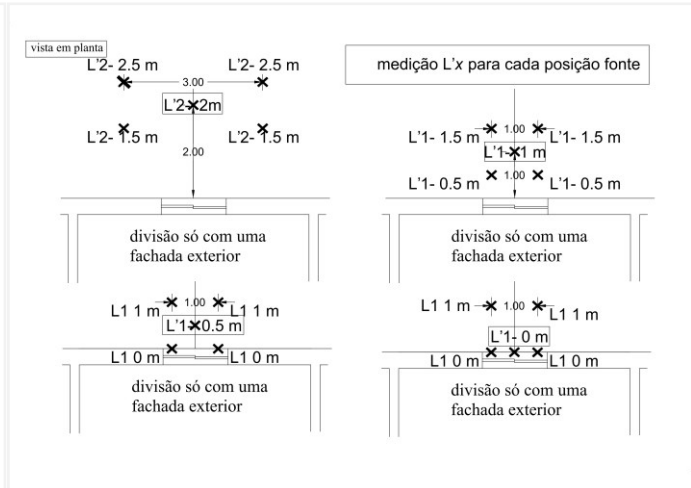 vista em planta
L'2- 2.5 m L'2- 2.5 m
3.00
L'2- 2m
L'2- 1.5 m L'2- 1.5 m
2.00
divisão só com uma
fachada exterior
medição L'x para cada posição fonte
L'1- 1.5 m 1.00 L'1- 1.5 m
L'1- 1 m
1.00
L'1- 0.5 m L'1- 0.5 m
divisão só com uma
fachada exterior
L1 1 m 1.00 L1 1 m
L'1- 0.5 m
L1 0 m L1 0 m
divisão só com uma
fachada exterior
L1 1 m 1.00 L1 1 m
L'1- 0 m
L1 0 m L1 0 m
divisão só com uma
fachada exterior